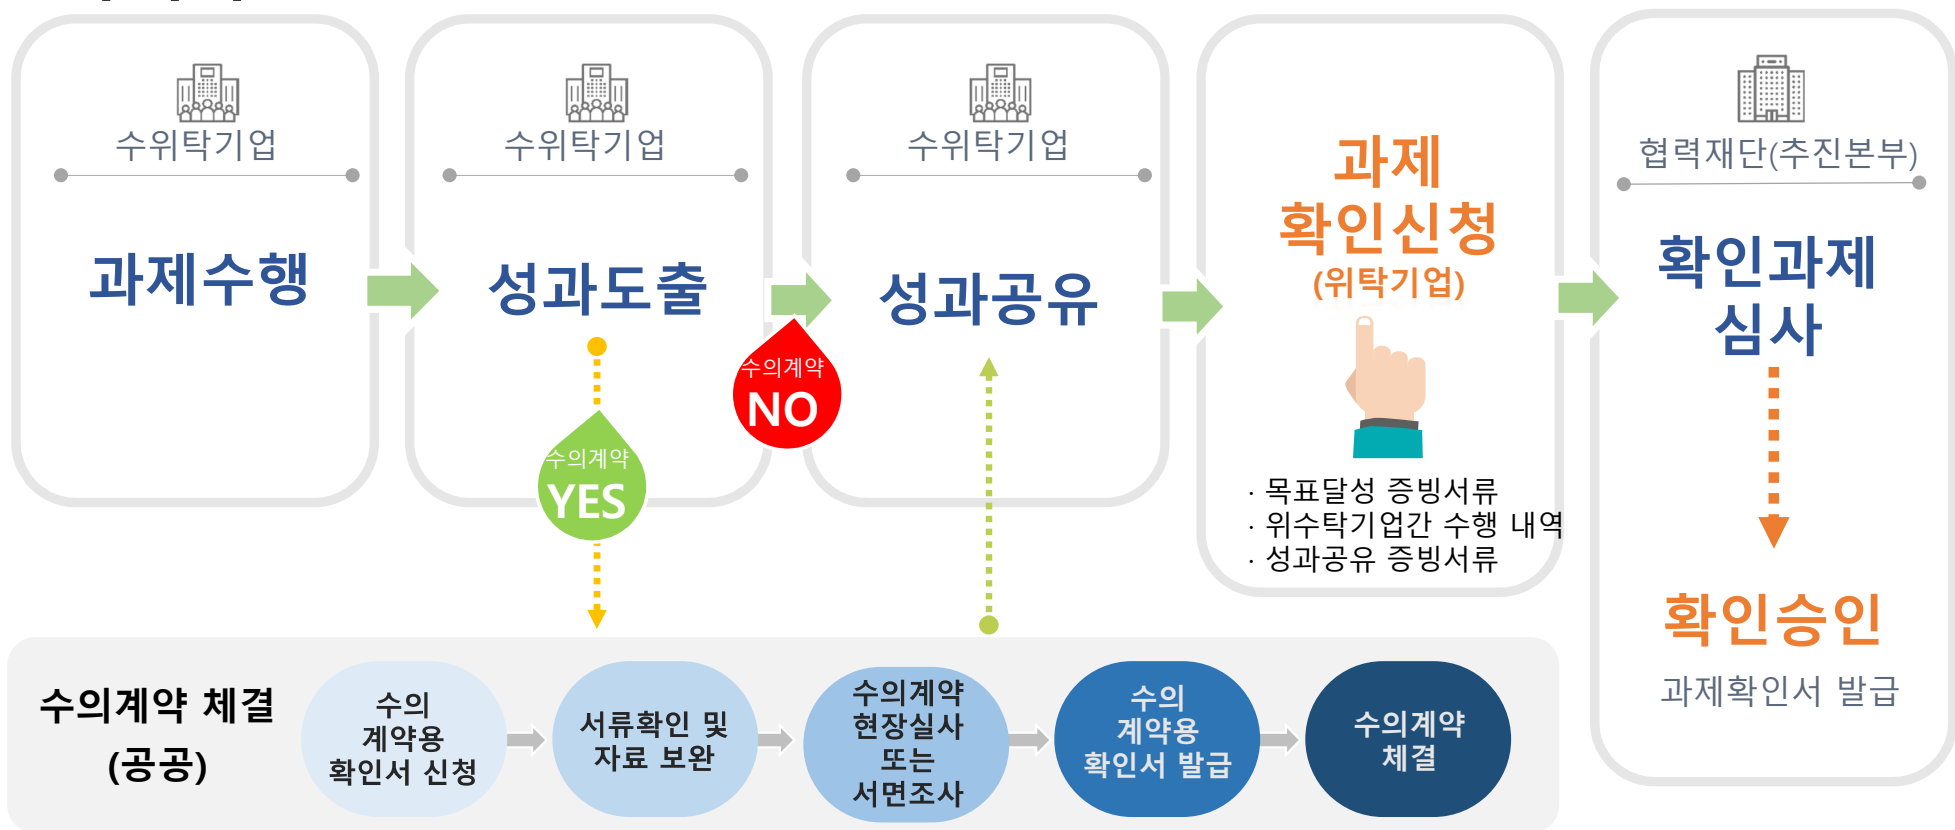 수위탁기업
과제수행
수위탁기업
성과도출
수의계약
YES
수의계약
NO
수위탁기업
성과공유
과제
확인신청
(위탁기업)
· 목표달성 증빙서류
· 위수탁기업간 수행 내역
· 성과공유 증빙서류
협력재단(추진본부)
확인과제
심사
확인승인
과제확인서 발급
수의계약 체결
(공공)
수의
계약용
확인서 신청
서류확인 및
자료 보완
수의계약
현장실사
또는
서면조사
수의
계약용
확인서 발급
수의계약
체결